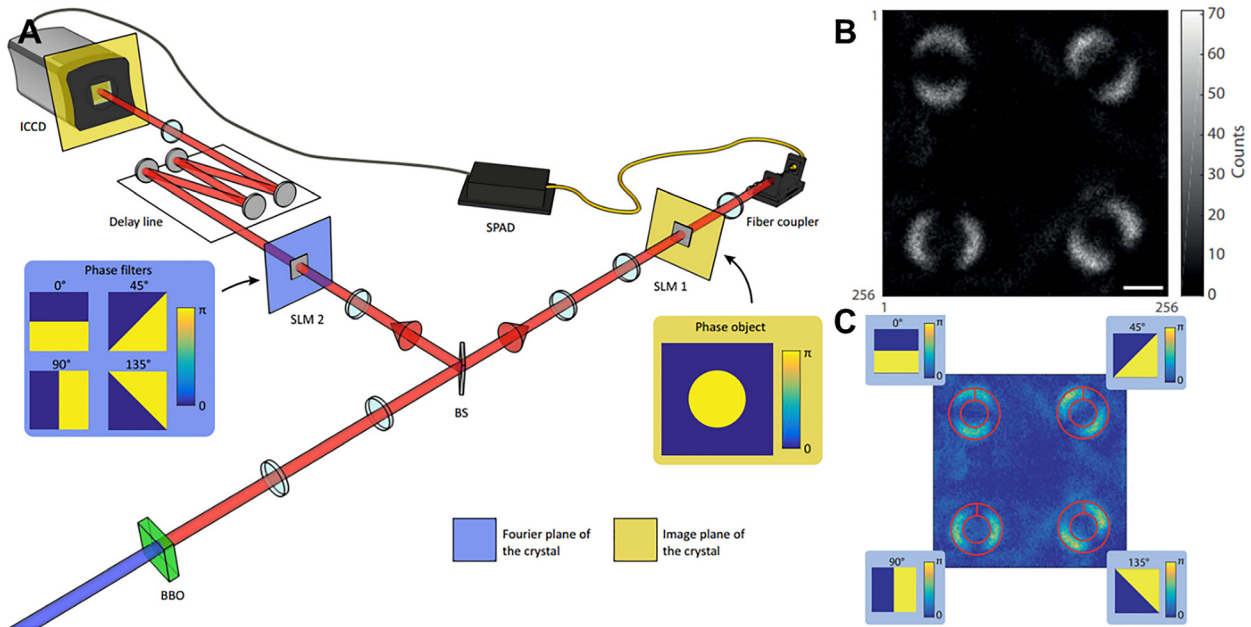 A
ICCD
Delay line
SPAD
Fiber coupler
SLM 1
SLM 2
BS
BBO
Phase filters
0°
45°
90°
135°
π
0
Phase object
π
0
Fourier plane of
the crystal
Image plane of
the crystal
B
1
256
1
256
70
60
50
40
30
20
10
0
Counts
C
0°
π
0
45°
π
0
90°
π
0
135°
π
0